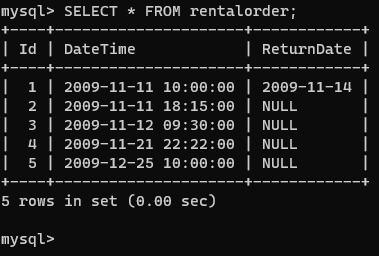 mysql> SELECT * FROM rentalorder;
+----+---------------------+------------+
| Id | DateTime            | ReturnDate |
+----+---------------------+------------+
|  1 | 2009-11-11 10:00:00 | 2009-11-14 |
|  2 | 2009-11-11 18:15:00 | NULL       |
|  3 | 2009-11-12 09:30:00 | NULL       |
|  4 | 2009-11-21 22:22:00 | NULL       |
|  5 | 2009-12-25 10:00:00 | NULL       |
+----+---------------------+------------+
5 rows in set (0.00 sec)
mysql>